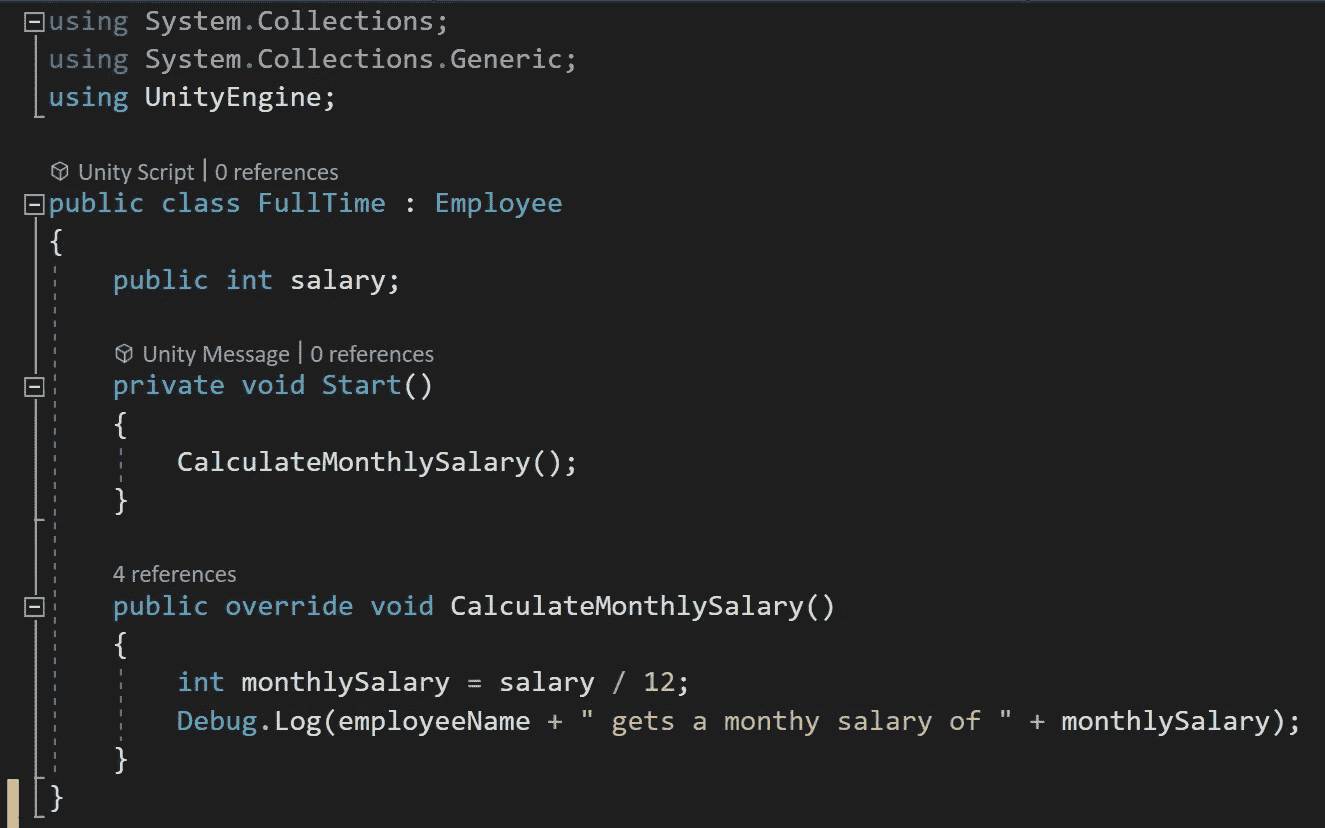 using System.Collections;
using System.Collections.Generic;
using UnityEngine;
Unity Script | 0 references
public class FullTime : Employee
{
public int salary;
Unity Message | 0 references
private void Start()
{
CalculateMonthlySalary();
}
4 references
public override void CalculateMonthlySalary()
{
int monthlySalary = salary / 12;
Debug.Log(employeeName + " gets a monthy salary of " + monthlySalary);
}
}